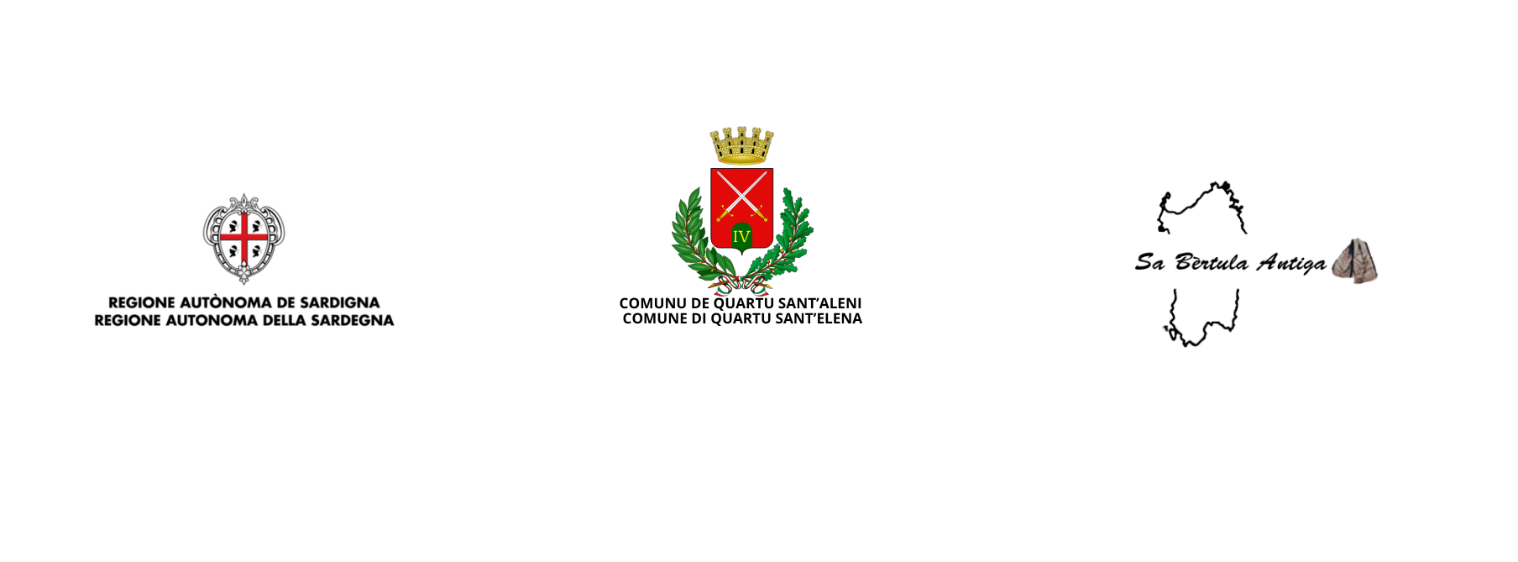 REGIONE AUTÒNOMA DE SARDIGNA
REGIONE AUTONOMA DELLA SARDEGNA
IV
COMUNU DE QUARTU SANT'ALENI
COMUNE DI QUARTU SANT'ELENA
Sa Bèrtula Antiga